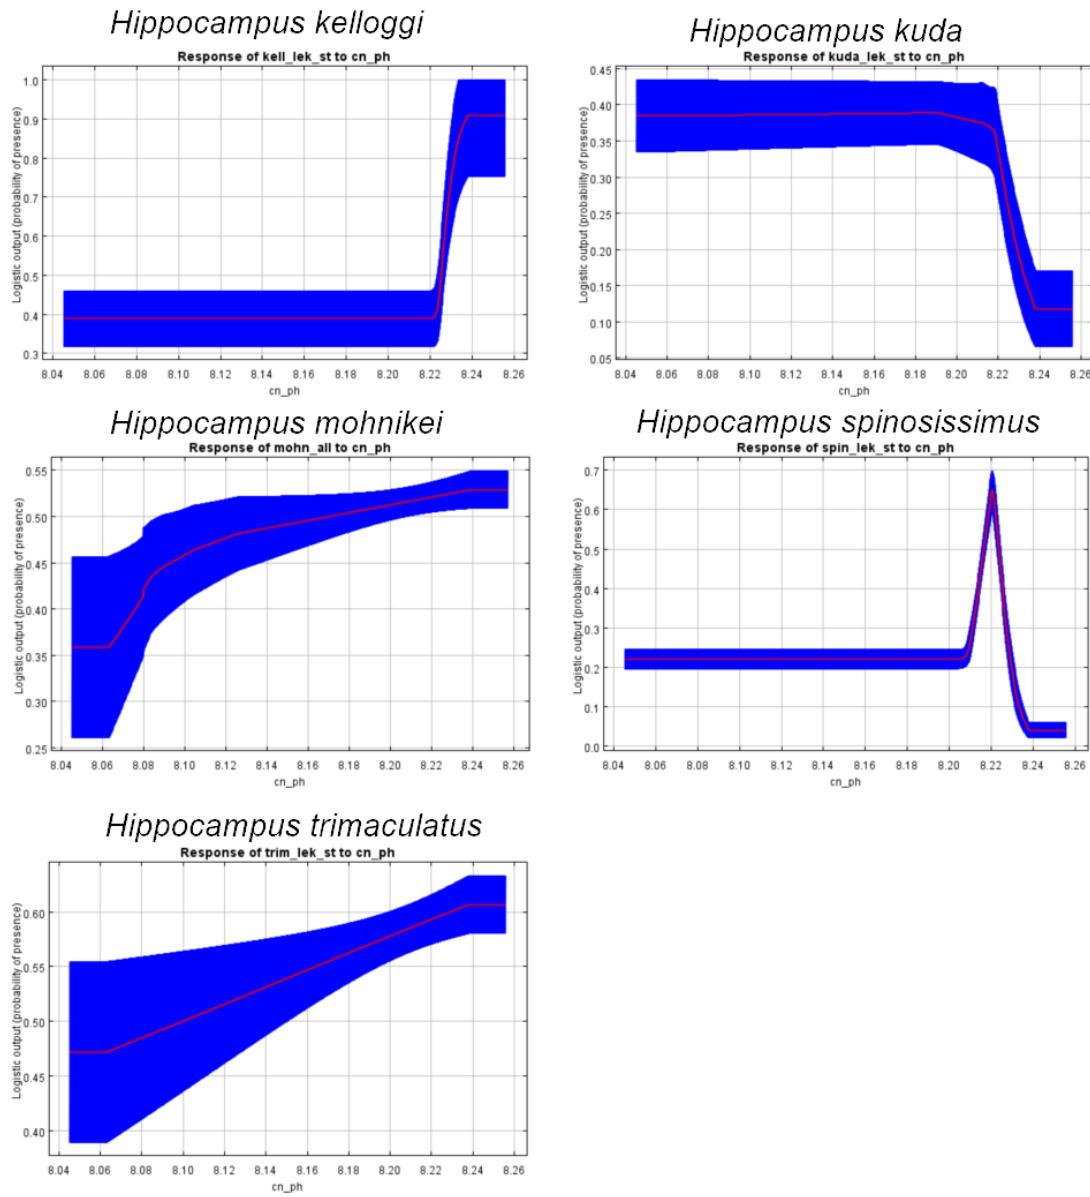 Hippocampus kelloggi
Response of kell_lek_st to cn_ph
Logistic output (probability of presence)
1.0
0.9
0.8
0.7
0.6
0.5
0.4
0.3
8.04 8.06 8.08 8.10 8.12 8.14 8.16 8.18 8.20 8.22 8.24 8.26
cn_ph
Hippocampus kuda
Response of kuda_lek_st to cn_ph
Logistic output (probability of presence)
0.45
0.40
0.35
0.30
0.25
0.20
0.15
0.10
0.05
8.04 8.06 8.08 8.10 8.12 8.14 8.16 8.18 8.20 8.22 8.24 8.26
cn_ph
Hippocampus mohnikei
Response of mohn_all to cn_ph
Logistic output (probability of presence)
0.55
0.50
0.45
0.40
0.35
0.30
0.25
8.04 8.06 8.08 8.10 8.12 8.14 8.16 8.18 8.20 8.22 8.24 8.26
cn_ph
Hippocampus spinosissimus
Response of spin_lek_st to cn_ph
Logistic output (probability of presence)
0.7
0.6
0.5
0.4
0.3
0.2
0.1
0.0
8.04 8.06 8.08 8.10 8.12 8.14 8.16 8.18 8.20 8.22 8.24 8.26
cn_ph
Hippocampus trimaculatus
Response of trim_lek_st to cn_ph
Logistic output (probability of presence)
0.60
0.55
0.50
0.45
0.40
8.04 8.06 8.08 8.10 8.12 8.14 8.16 8.18 8.20 8.22 8.24 8.26
cn_ph